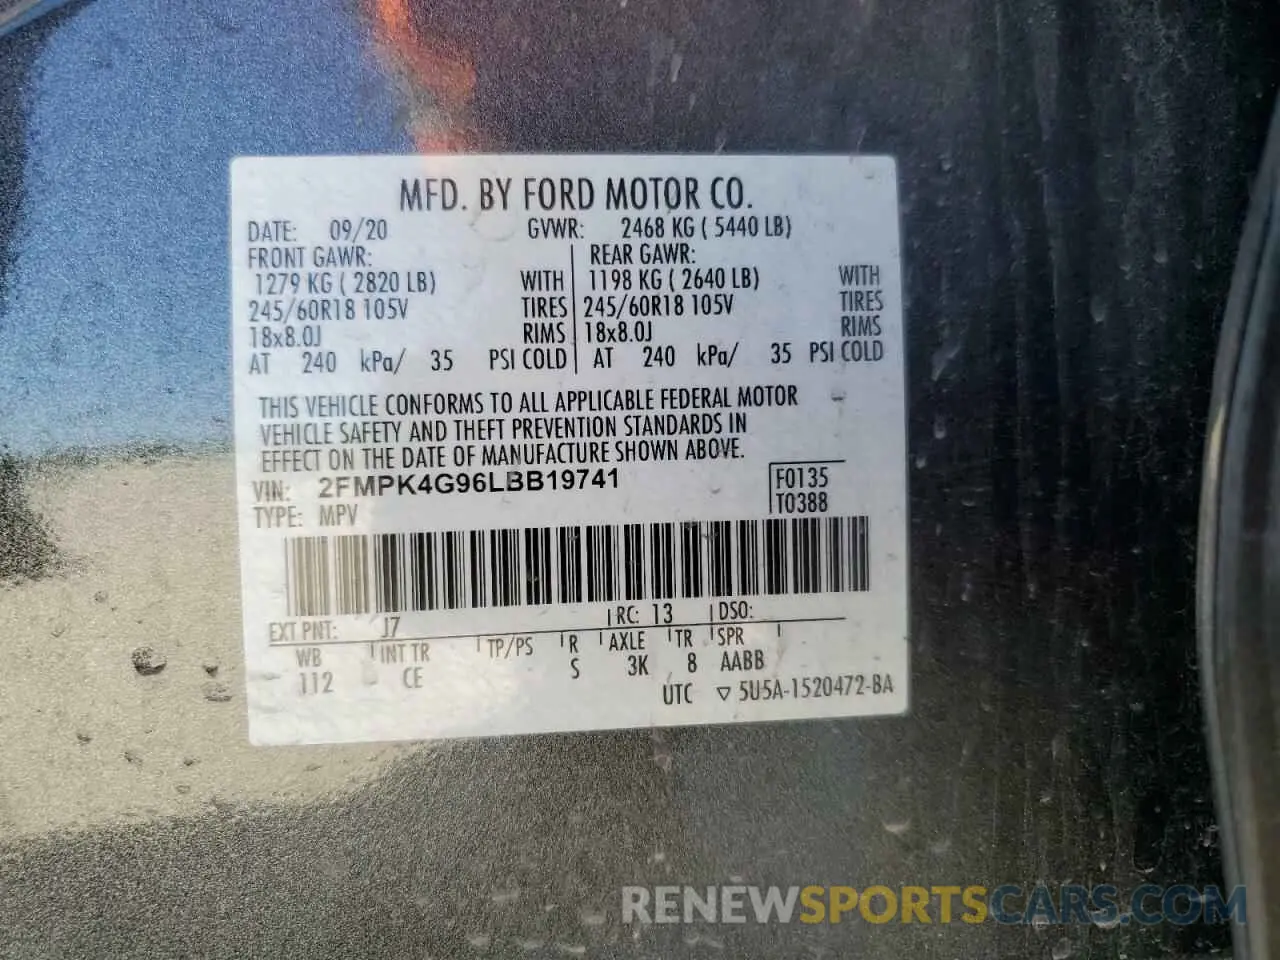 MFD. BY FORD MOTOR CO.
DATE: 09/20 GVWR: 2468 KG ( 5440 LB)
FRONT GAWR: REAR GAWR:
1279 KG ( 2820 LB) WITH 1198 KG ( 2640 LB) WITH
245/60R18 105V TIRES 245/60R18 105V TIRES
18x8.0J RIMS 18x8.0J RIMS
AT 240 kPa/ 35 PSI COLD AT 240 kPa/ 35 PSI COLD
THIS VEHICLE CONFORMS TO ALL APPLICABLE FEDERAL MOTOR
VEHICLE SAFETY AND THEFT PREVENTION STANDARDS IN
EFFECT ON THE DATE OF MANUFACTURE SHOWN ABOVE.
VIN: 2FMPK4G96LBB19741 F0135
TYPE: MPV T0388
EXT PNT: J7 RC: 13 DSO:
WB INT TR TP/PS R AXLE TR SPR
112 CE S 3K 8 AABB
UTC ▽ 5U5A-1520472-BA
RENEWSPORTSCARS.COM